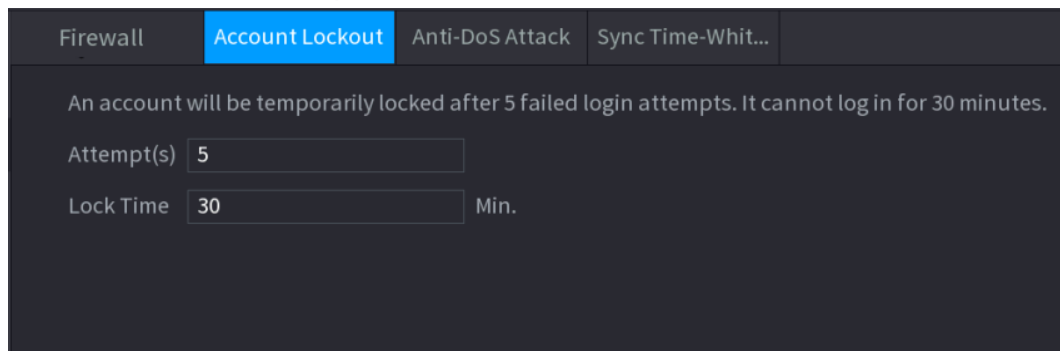 Firewall Account Lockout Anti-DoS Attack Sync Time-Whit...
An account will be temporarily locked after 5 failed login attempts. It cannot log in for 30 minutes.
Attempt(s) 5
Lock Time 30 Min.